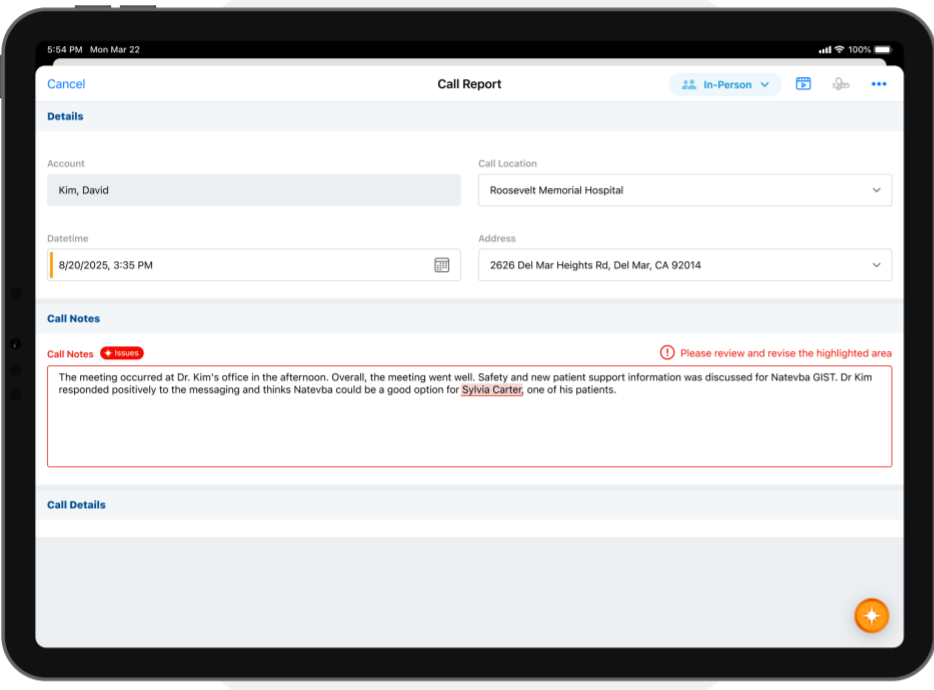 5:54 PM Mon Mar 22
100%
Cancel
Call Report
In-Person
Details
Account
Call Location
Kim, David
Roosevelt Memorial Hospital
Datetime
Address
8/20/2025, 3:35 PM
2626 Del Mar Heights Rd, Del Mar, CA 92014
Call Notes
Call Notes
Issues
Please review and revise the highlighted area
The meeting occurred at Dr. Kim's office in the afternoon. Overall, the meeting went well. Safety and new patient support information was discussed for Natevba GIST. Dr Kim
responded positively to the messaging and thinks Natevba could be a good option for Sylvia Carter, one of his patients.
Call Details